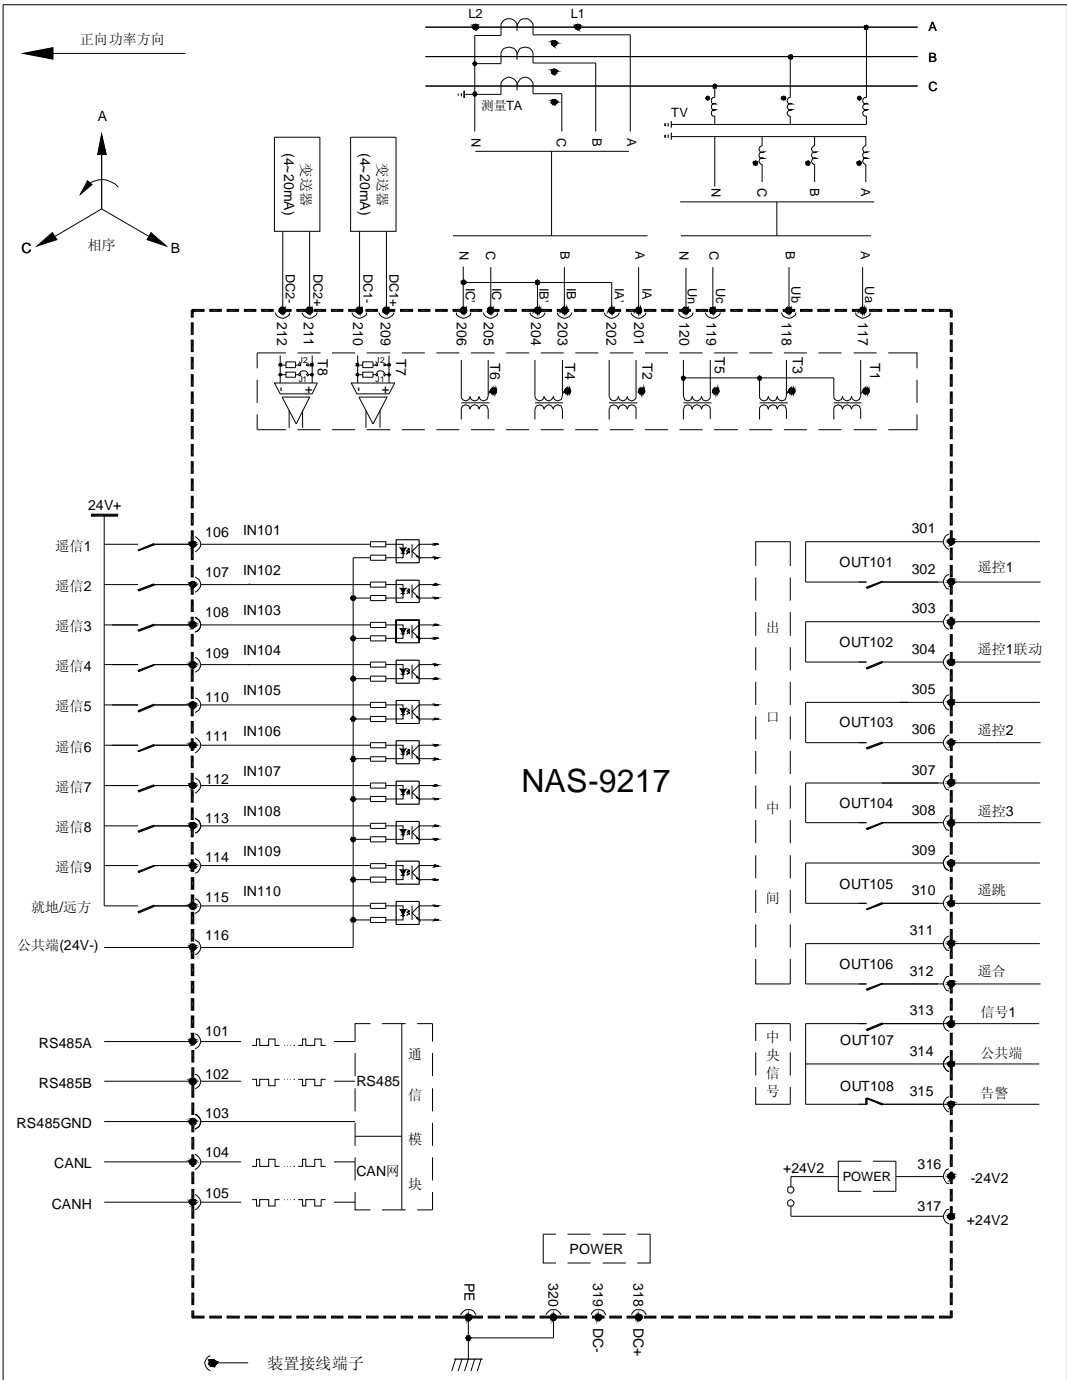 正向功率方向
L2
L1
A
B
C
测量TA
TV
N
C
B
A
N
C
B
A
A
C
B
相序
变送器
(4~20mA)
变送器
(4~20mA)
N
C
B
A
N
C
B
A
DC2-
DC2+
DC1-
DC1+
IC'
IC
IB'
IB
IA'
IA
Un
Uc
Ub
Ua
212
211
210
209
206
205
204
203
202
201
120
119
118
117
J2
J1
T8
J2
J1
T7
T6
T4
T2
T5
T3
T1
- +
- +
24V+
遥信1
106
IN101
遥信2
107
IN102
遥信3
108
IN103
遥信4
109
IN104
遥信5
110
IN105
遥信6
111
IN106
遥信7
112
IN107
遥信8
113
IN108
遥信9
114
IN109
就地/远方
115
IN110
公共端(24V-)
116
NAS-9217
出口中间
301
OUT101
302
遥控1
303
OUT102
304
遥控1联动
305
OUT103
306
遥控2
307
OUT104
308
遥控3
309
OUT105
310
遥跳
311
OUT106
312
遥合
中央信号
313
信号1
OUT107
314
公共端
OUT108
315
告警
RS485A
101
RS485B
102
RS485GND
103
CANL
104
CANH
105
RS485
CAN网
通信模块
+24V2
POWER
316
-24V2
317
+24V2
POWER
PE
320
319
318
DC-
DC+
装置接线端子